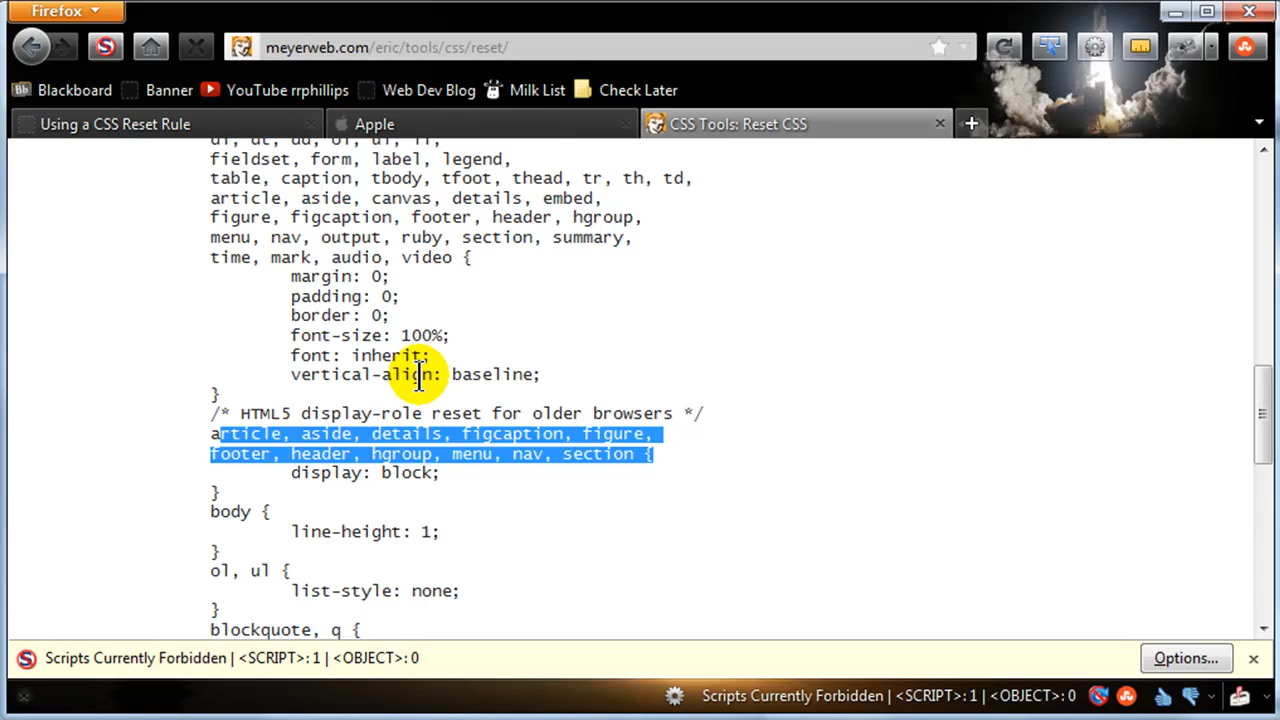 Firefox
meyerweb.com/eric/tools/css/reset/
Blackboard Banner YouTube rrphillips Web Dev Blog Milk List Check Later
Using a CSS Reset Rule Apple CSS Tools: Reset CSS
dl, dt, dd, ol, ul, li,
fieldset, form, label, legend,
table, caption, tbody, tfoot, thead, tr, th, td,
article, aside, canvas, details, embed,
figure, figcaption, footer, header, hgroup,
menu, nav, output, ruby, section, summary,
time, mark, audio, video {
margin: 0;
padding: 0;
border: 0;
font-size: 100%;
font: inherit;
vertical-align: baseline;
}
/* HTML5 display-role reset for older browsers */
article, aside, details, figcaption, figure,
footer, header, hgroup, menu, nav, section {
display: block;
}
body {
line-height: 1;
}
ol, ul {
list-style: none;
}
blockquote, q {
Scripts Currently Forbidden | <SCRIPT>: 1 | <OBJECT>: 0 Options...
Scripts Currently Forbidden | <SCRIPT>: 1 | <OBJECT>: 0